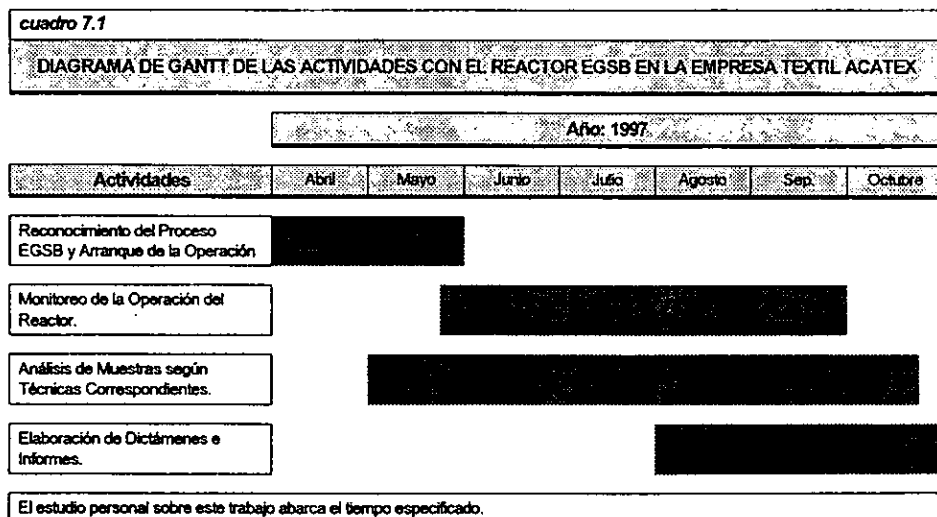 cuadro 7.1
DIAGRAMA DE GANTT DE LAS ACTIVIDADES CON EL REACTOR EGSB EN LA EMPRESA TEXTIL ACATEX
Año: 1997
Actividades Abril Mayo Junio Julio Agosto Sep. Octubre
Reconocimiento del Proceso
EGSB y Arranque de la Operación
Monitoreo de la Operación del
Reactor.
Análisis de Muestras según
Técnicas Correspondientes.
Elaboración de Dictámenes e
Informes.
El estudio personal sobre este trabajo abarca el tiempo especificado.